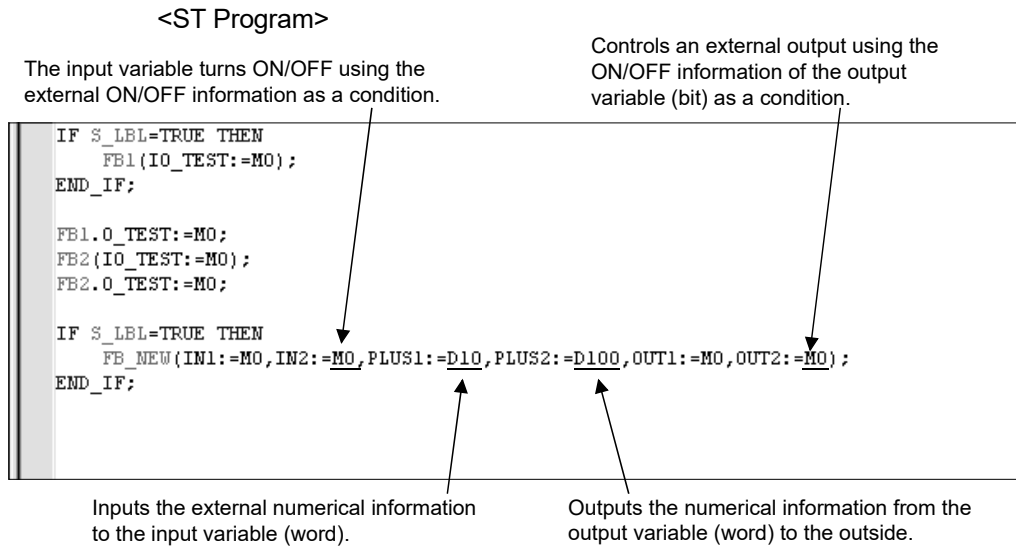 <ST Program>
The input variable turns ON/OFF using the
external ON/OFF information as a condition.
Controls an external output using the
ON/OFF information of the output
variable (bit) as a condition.
IF S_LBL=TRUE THEN
FB1(IO_TEST:=M0);
END_IF;
FB1.O_TEST:=M0;
FB2(IO_TEST:=M0);
FB2.O_TEST:=M0;
IF S_LBL=TRUE THEN
FB_NEW(IN1:=M0,IN2:=M0,PLUS1:=D10,PLUS2:=D100,OUT1:=M0,OUT2:=M0);
END_IF;
Inputs the external numerical information
to the input variable (word).
Outputs the numerical information from the
output variable (word) to the outside.